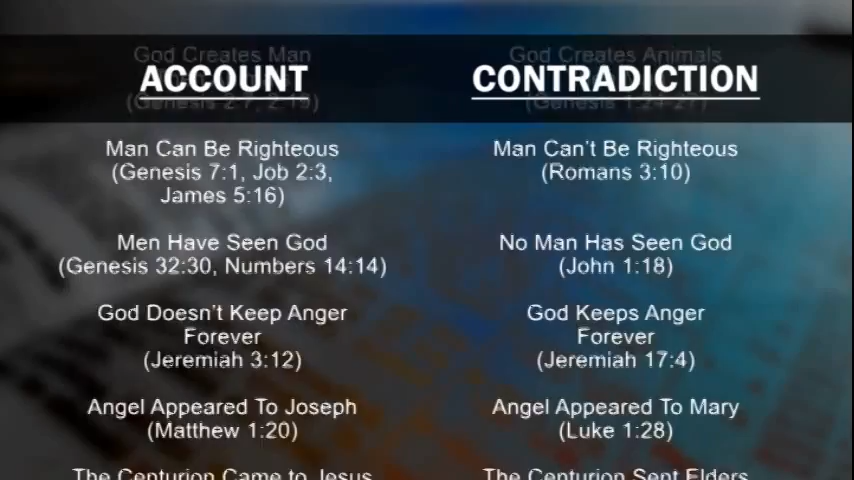 God Creates Man
God Creates Animals
ACCOUNT
CONTRADICTION
(Genesis 2:7, 2:19)
(Genesis 1:24-27)
Man Can Be Righteous
(Genesis 7:1, Job 2:3,
James 5:16)
Man Can't Be Righteous
(Romans 3:10)
Men Have Seen God
(Genesis 32:30, Numbers 14:14)
No Man Has Seen God
(John 1:18)
God Doesn't Keep Anger
Forever
(Jeremiah 3:12)
God Keeps Anger
Forever
(Jeremiah 17:4)
Angel Appeared To Joseph
(Matthew 1:20)
Angel Appeared To Mary
(Luke 1:28)
The Centurion Came to Jesus
The Centurion Sent Elders